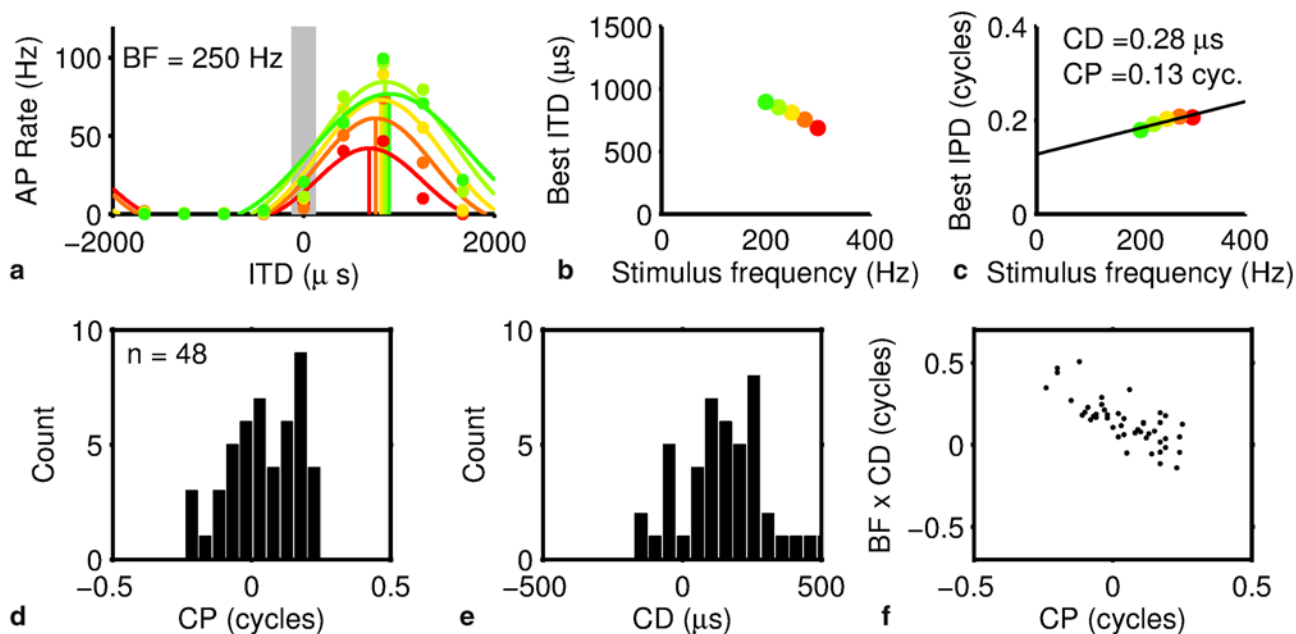 AP Rate (Hz)
100
50
0
BF = 250 Hz
−2000
0
2000
ITD (μ s)
a
Best ITD (μs)
1500
1000
500
0
0
200
400
Stimulus frequency (Hz)
b
Best IPD (cycles)
0.4
0.2
0
CD =0.28 μs
CP =0.13 cyc.
0
200
400
Stimulus frequency (Hz)
c
Count
10
5
0
n = 48
−0.5
0
0.5
CP (cycles)
d
Count
10
5
0
−500
0
500
CD (μs)
e
BF x CD (cycles)
0.5
0
−0.5
−0.5
0
0.5
CP (cycles)
f